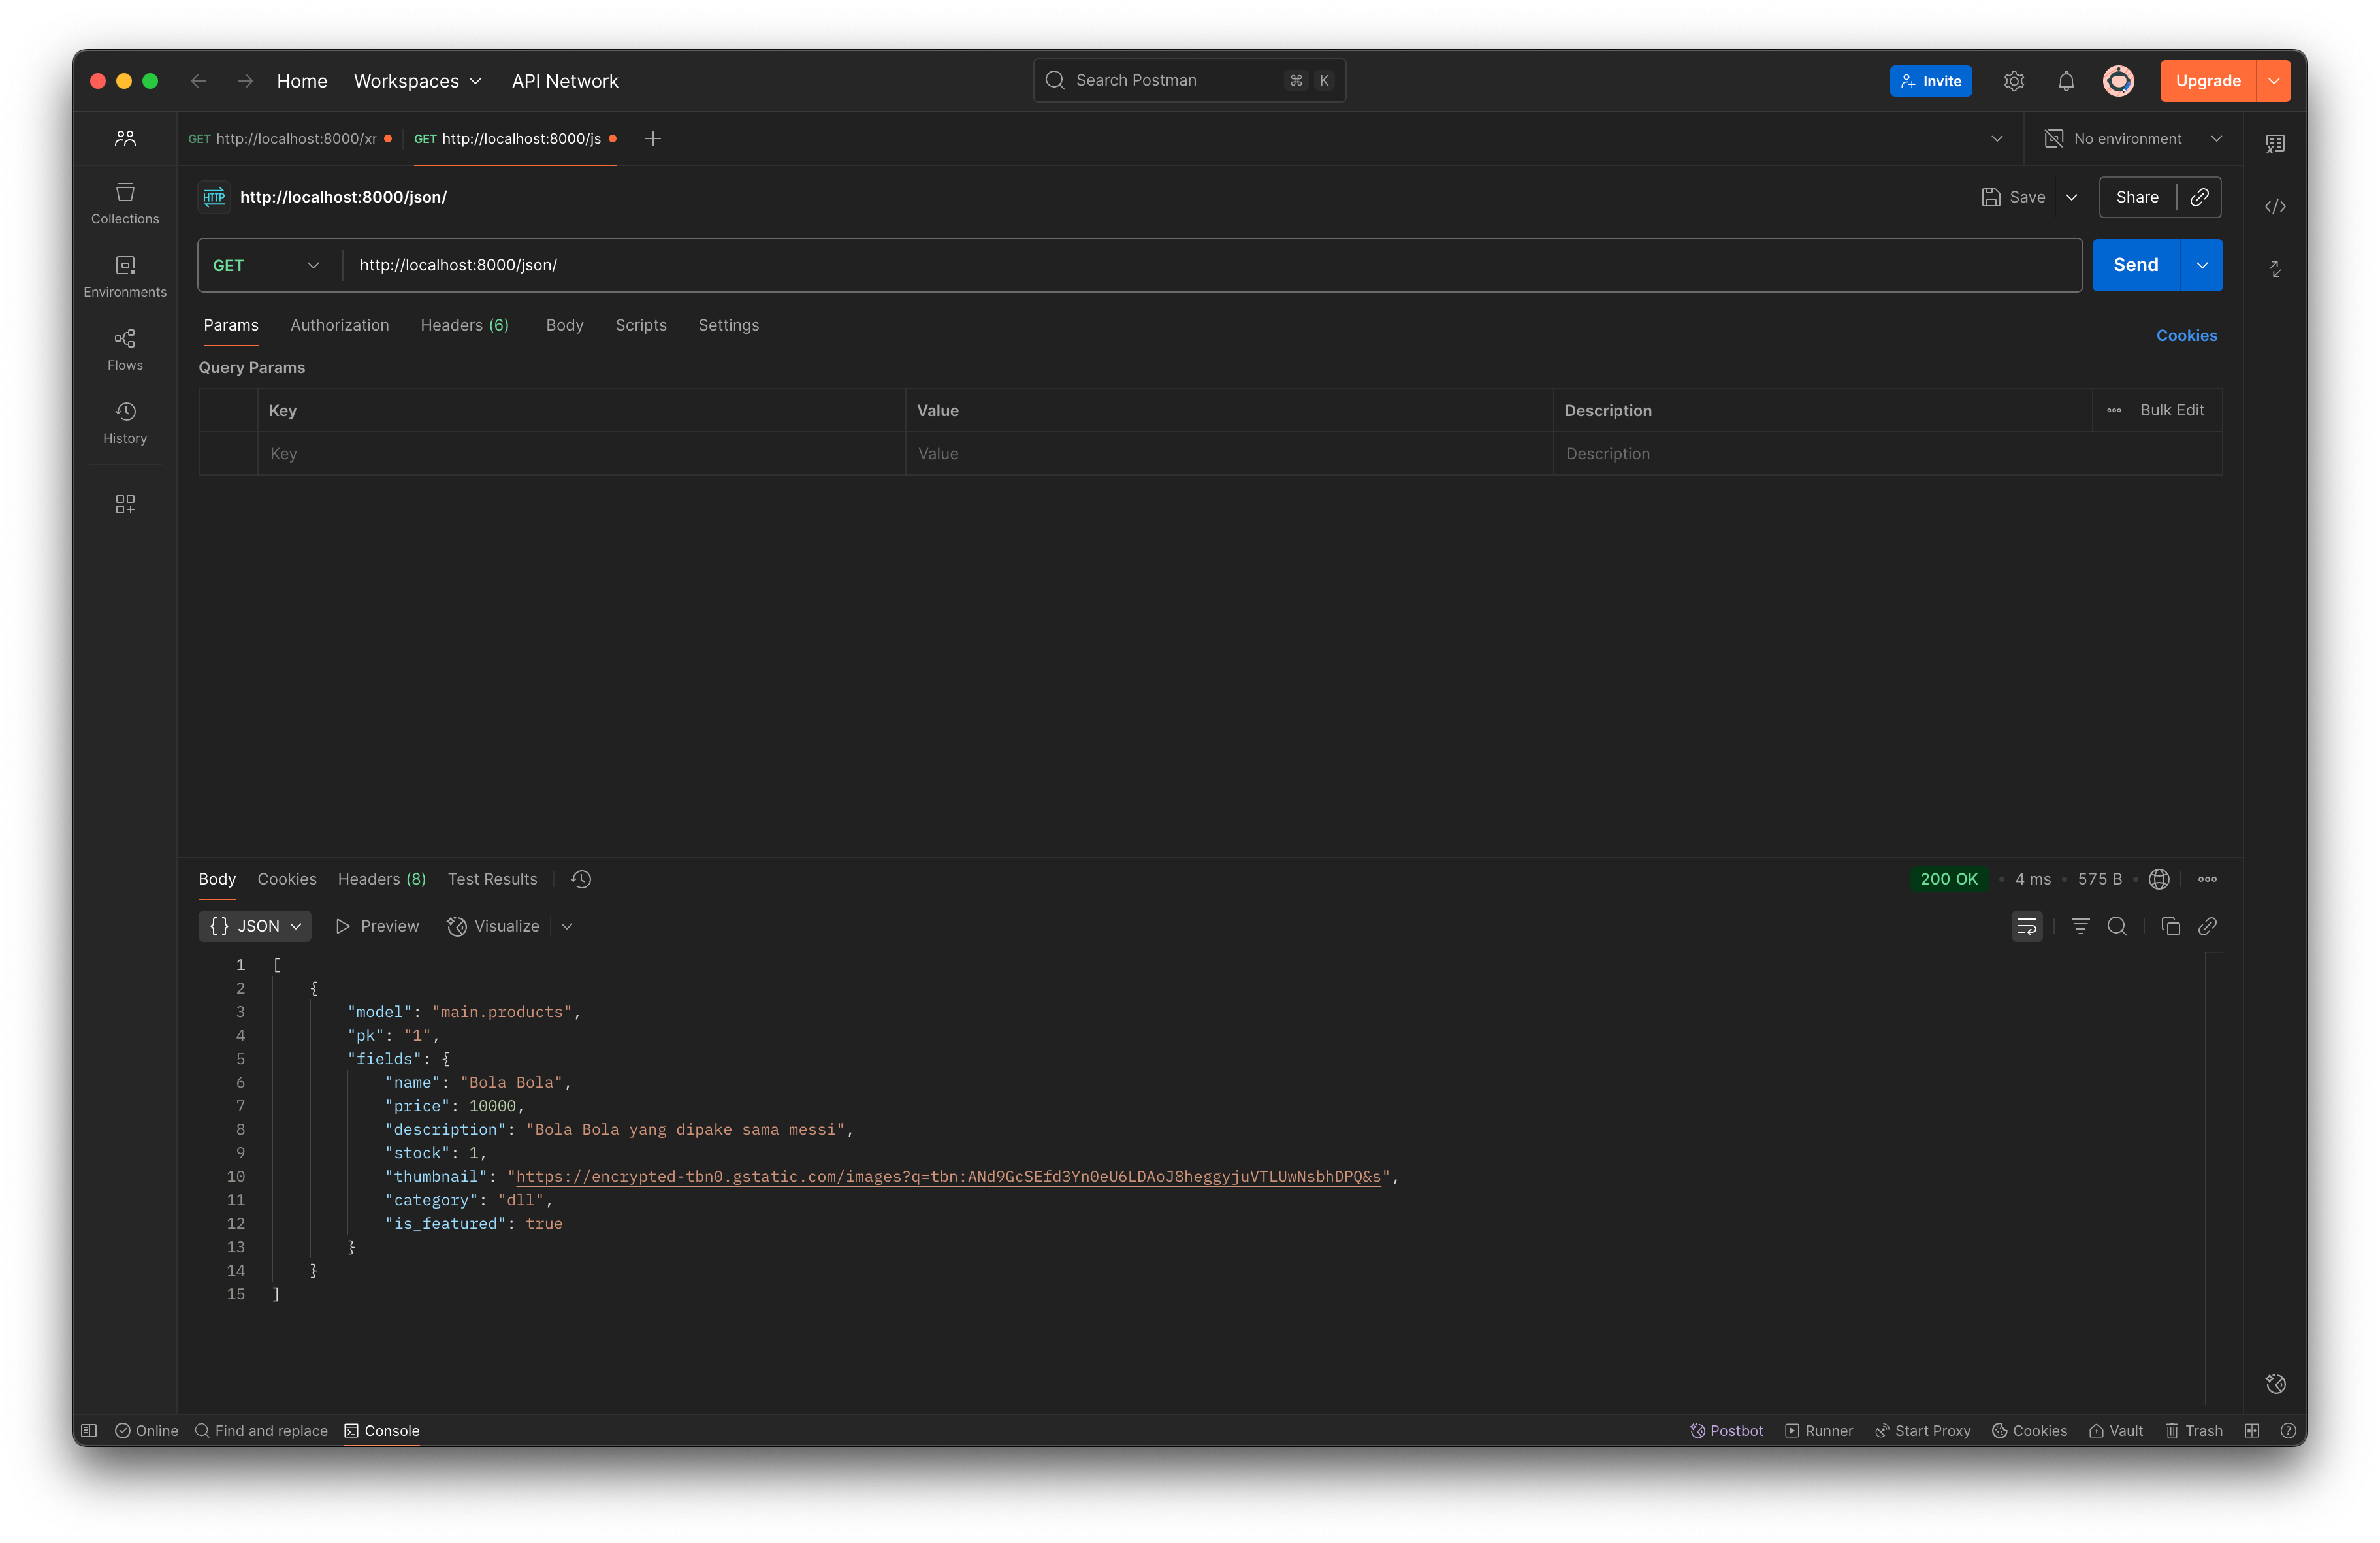 Home Workspaces API Network Search Postman ⌘ K Invite Upgrade
GET http://localhost:8000/xr GET http://localhost:8000/js No environment
HTTP http://localhost:8000/json/ Save Share
Collections
GET http://localhost:8000/json/ Send
Environments
Params Authorization Headers (6) Body Scripts Settings Cookies
Flows
Query Params
Key Value Description Bulk Edit
History
Key Value Description
Body Cookies Headers (8) Test Results 200 OK 4 ms 575 B
{} JSON Preview Visualize
1 [
2 {
3 "model": "main.products",
4 "pk": "1",
5 "fields": {
6 "name": "Bola Bola",
7 "price": 10000,
8 "description": "Bola Bola yang dipake sama messi",
9 "stock": 1,
10 "thumbnail": "https://encrypted-tbn0.gstatic.com/images?q=tbn:ANd9GcSEfd3Yn0eU6LDAoJ8heggyjuVTLUwNsbhDPQ&s",
11 "category": "dll",
12 "is_featured": true
13 }
14 }
15 ]
Online Find and replace Console Postbot Runner Start Proxy Cookies Vault Trash